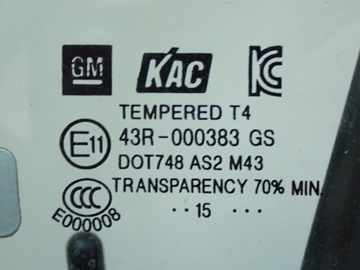 GM KAC KC
TEMPERED T4
E11 43R-000383 GS
DOT748 AS2 M43
CCC TRANSPARENCY 70% MIN.
E000008 ··15 ···